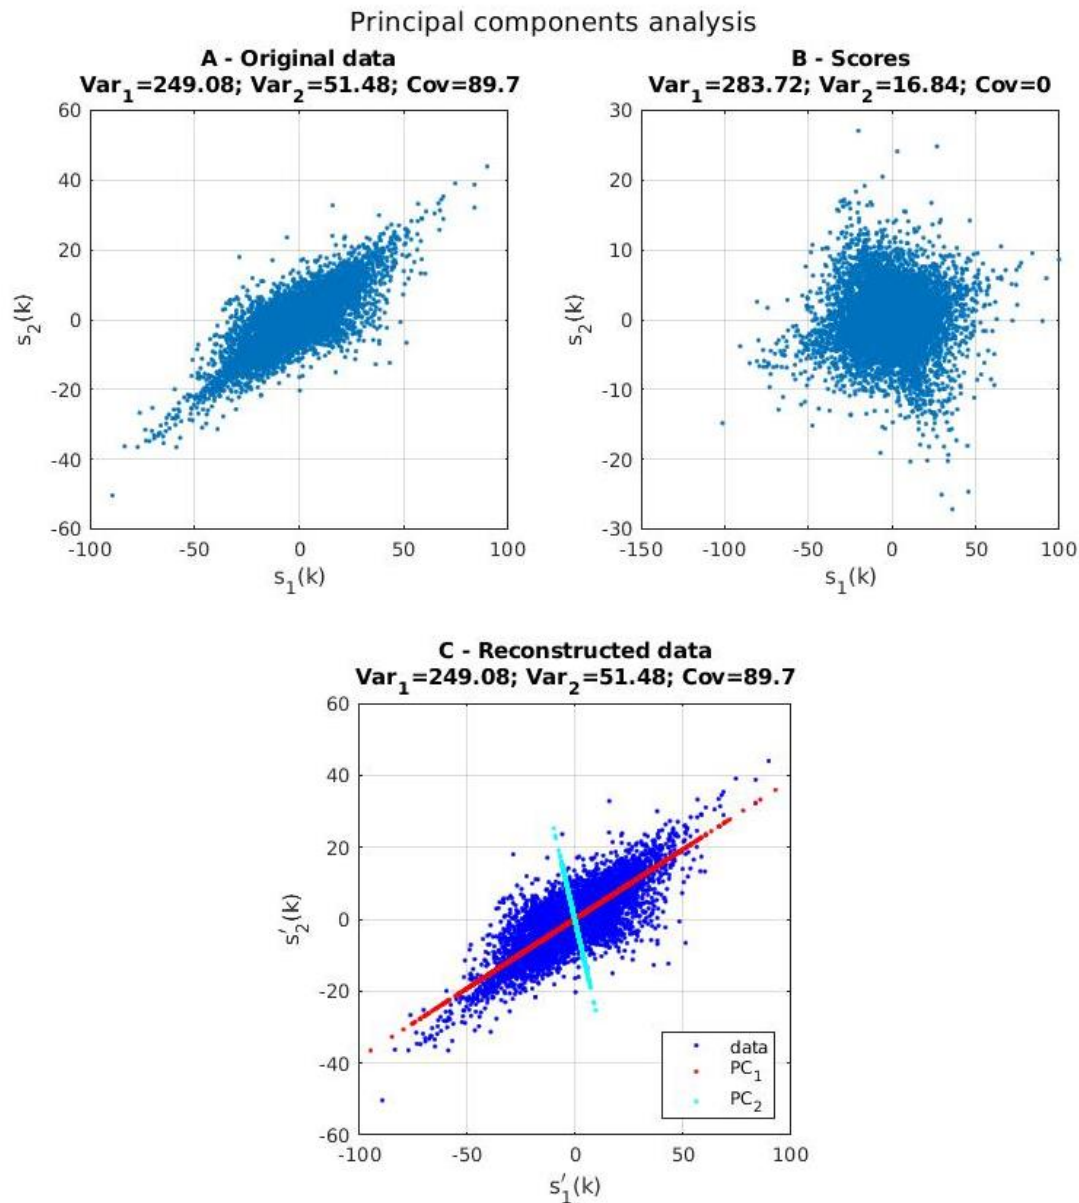 Principal components analysis
A - Original data
Var₁=249.08; Var₂=51.48; Cov=89.7
60
40
20
0
-20
-40
-60
s₂(k)
-100
-50
0
50
100
s₁(k)
B - Scores
Var₁=283.72; Var₂=16.84; Cov=0
30
20
10
0
-10
-20
-30
s₂(k)
-150
-100
-50
0
50
100
s₁(k)
C - Reconstructed data
Var₁=249.08; Var₂=51.48; Cov=89.7
60
40
20
0
-20
-40
-60
s′₂(k)
data
PC₁
PC₂
-100
-50
0
50
100
s′₁(k)